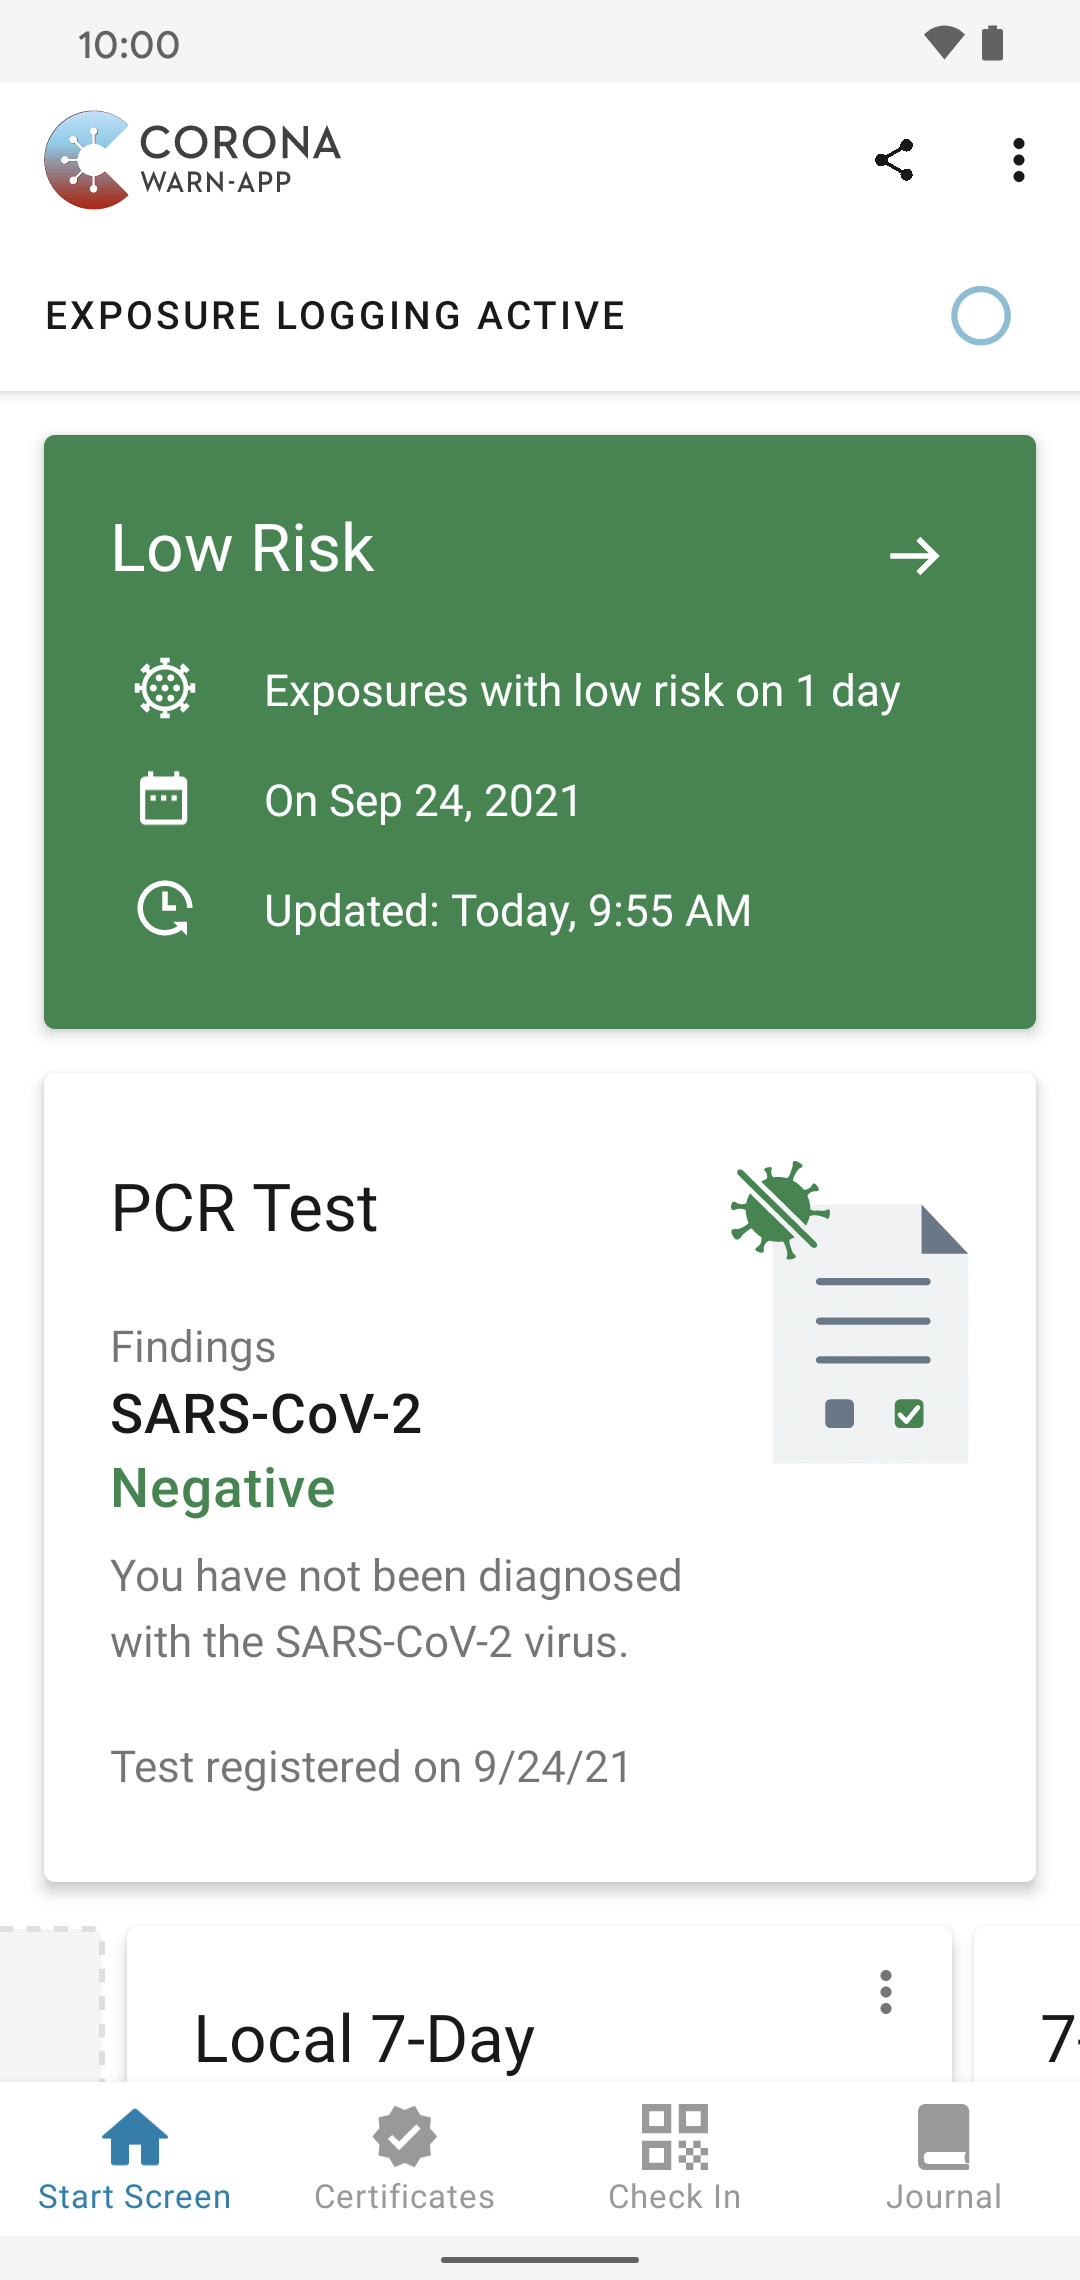 10:00
CORONA
WARN-APP
EXPOSURE LOGGING ACTIVE
Low Risk
Exposures with low risk on 1 day
On Sep 24, 2021
Updated: Today, 9:55 AM
PCR Test
Findings
SARS-CoV-2
Negative
You have not been diagnosed
with the SARS-CoV-2 virus.
Test registered on 9/24/21
Local 7-Day
7-
Start Screen
Certificates
Check In
Journal